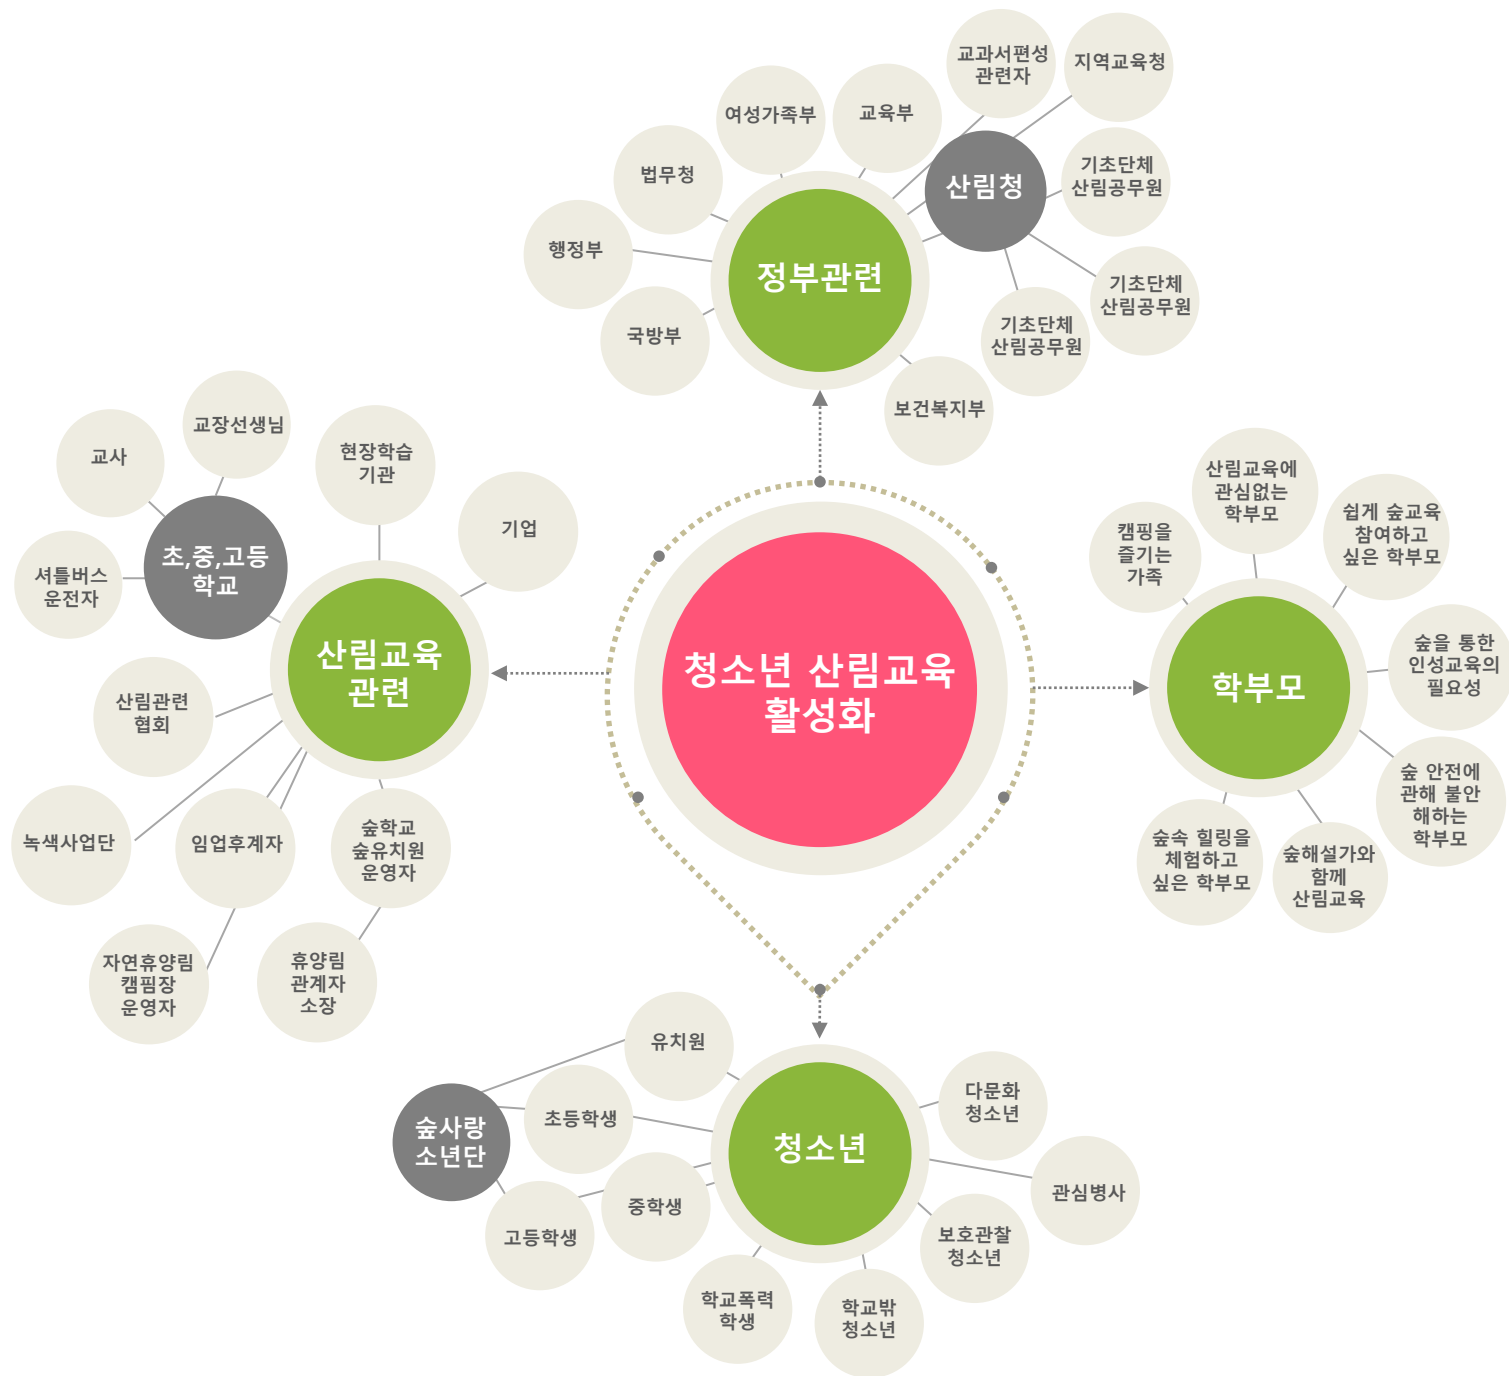 교과서편성
관련자
지역교육청
여성가족부
교육부
법무청
기초단체
산림공무원
산림청
행정부
정부관련
기초단체
산림공무원
국방부
기초단체
산림공무원
보건복지부
교장선생님
교사
현장학습
기관
기업
초,중,고등
학교
셔틀버스
운전자
산림교육
관련
산림관련
협회
녹색사업단
임업후계자
숲학교
숲유치원
운영자
자연휴양림
캠핌장
운영자
휴양림
관계자
소장
청소년 산림교육
활성화
산림교육에
관심없는
학부모
쉽게 숲교육
참여하고
싶은 학부모
캠핑을
즐기는
가족
숲을 통한
인성교육의
필요성
학부모
숲 안전에
관해 불안
해하는
학부모
숲속 힐링을
체험하고
싶은 학부모
숲해설가와
함께
산림교육
유치원
초등학생
숲사랑
소년단
고등학생
중학생
청소년
다문화
청소년
관심병사
보호관찰
청소년
학교폭력
학생
학교밖
청소년